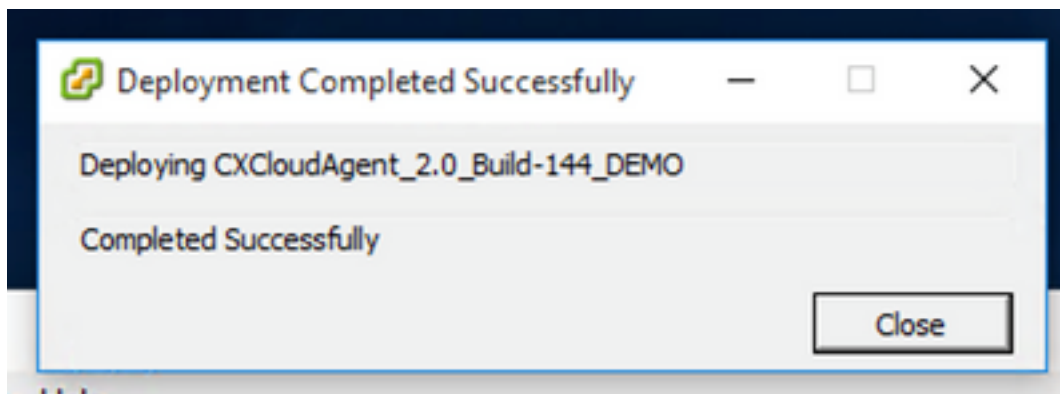 Deployment Completed Successfully
Deploying CXCloudAgent_2.0_Build-144_DEMO
Completed Successfully
Close